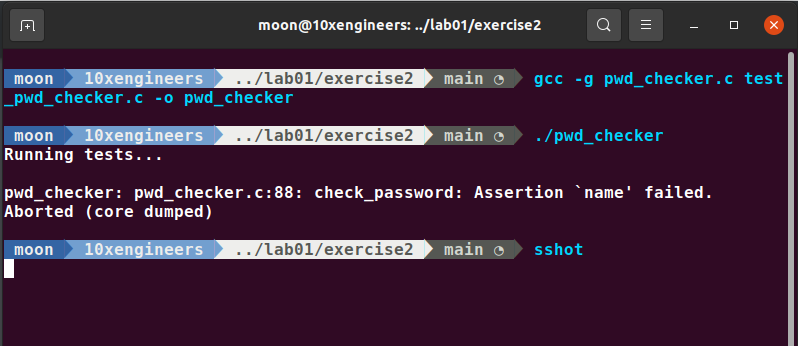 moon@10xengineers: ../lab01/exercise2
moon 10xengineers ../lab01/exercise2 main gcc -g pwd_checker.c test
_pwd_checker.c -o pwd_checker
moon 10xengineers ../lab01/exercise2 main ./pwd_checker
Running tests...
pwd_checker: pwd_checker.c:88: check_password: Assertion `name' failed.
Aborted (core dumped)
moon 10xengineers ../lab01/exercise2 main sshot